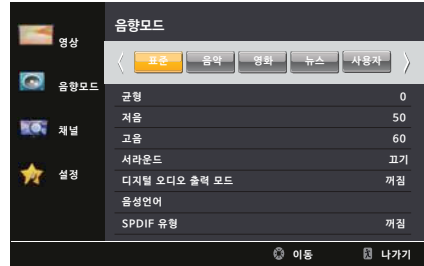 영상
음향모드
채널
설정
음향모드
표준 음악 영화 뉴스 사용자
균형 0
저음 50
고음 60
서라운드 끄기
디지털 오디오 출력 모드 꺼짐
음성언어
SPDIF 유형 꺼짐
이동 나가기